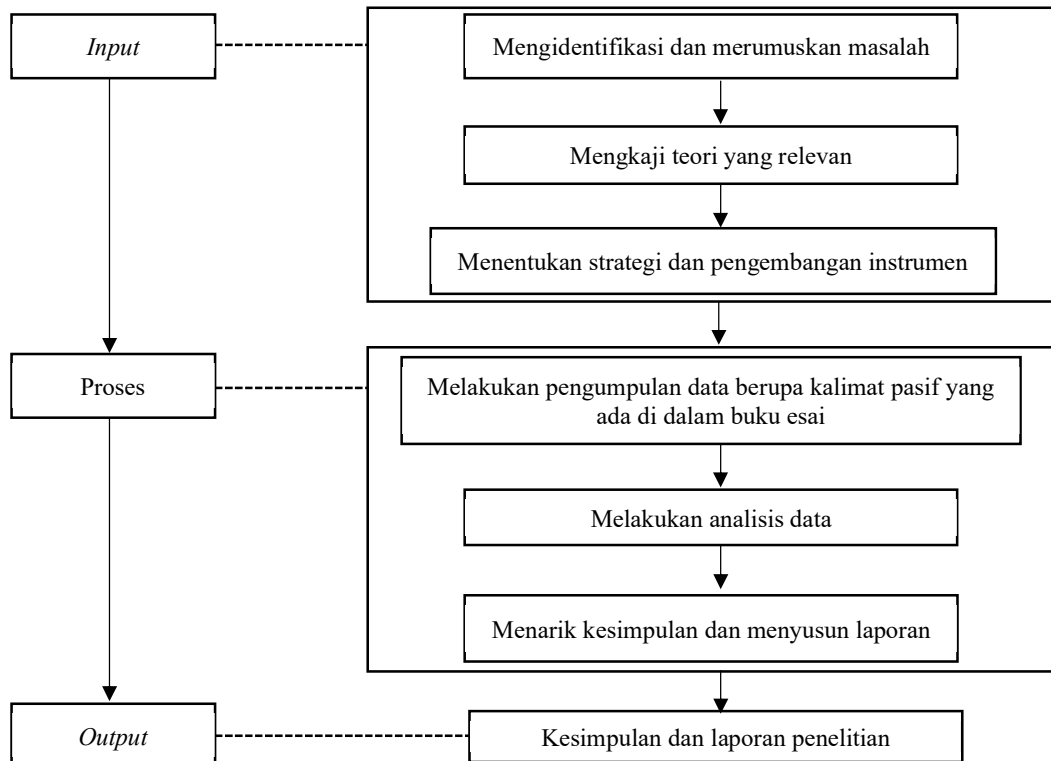 Input
Mengidentifikasi dan merumuskan masalah
Mengkaji teori yang relevan
Menentukan strategi dan pengembangan instrumen
Proses
Melakukan pengumpulan data berupa kalimat pasif yang
ada di dalam buku esai
Melakukan analisis data
Menarik kesimpulan dan menyusun laporan
Output
Kesimpulan dan laporan penelitian